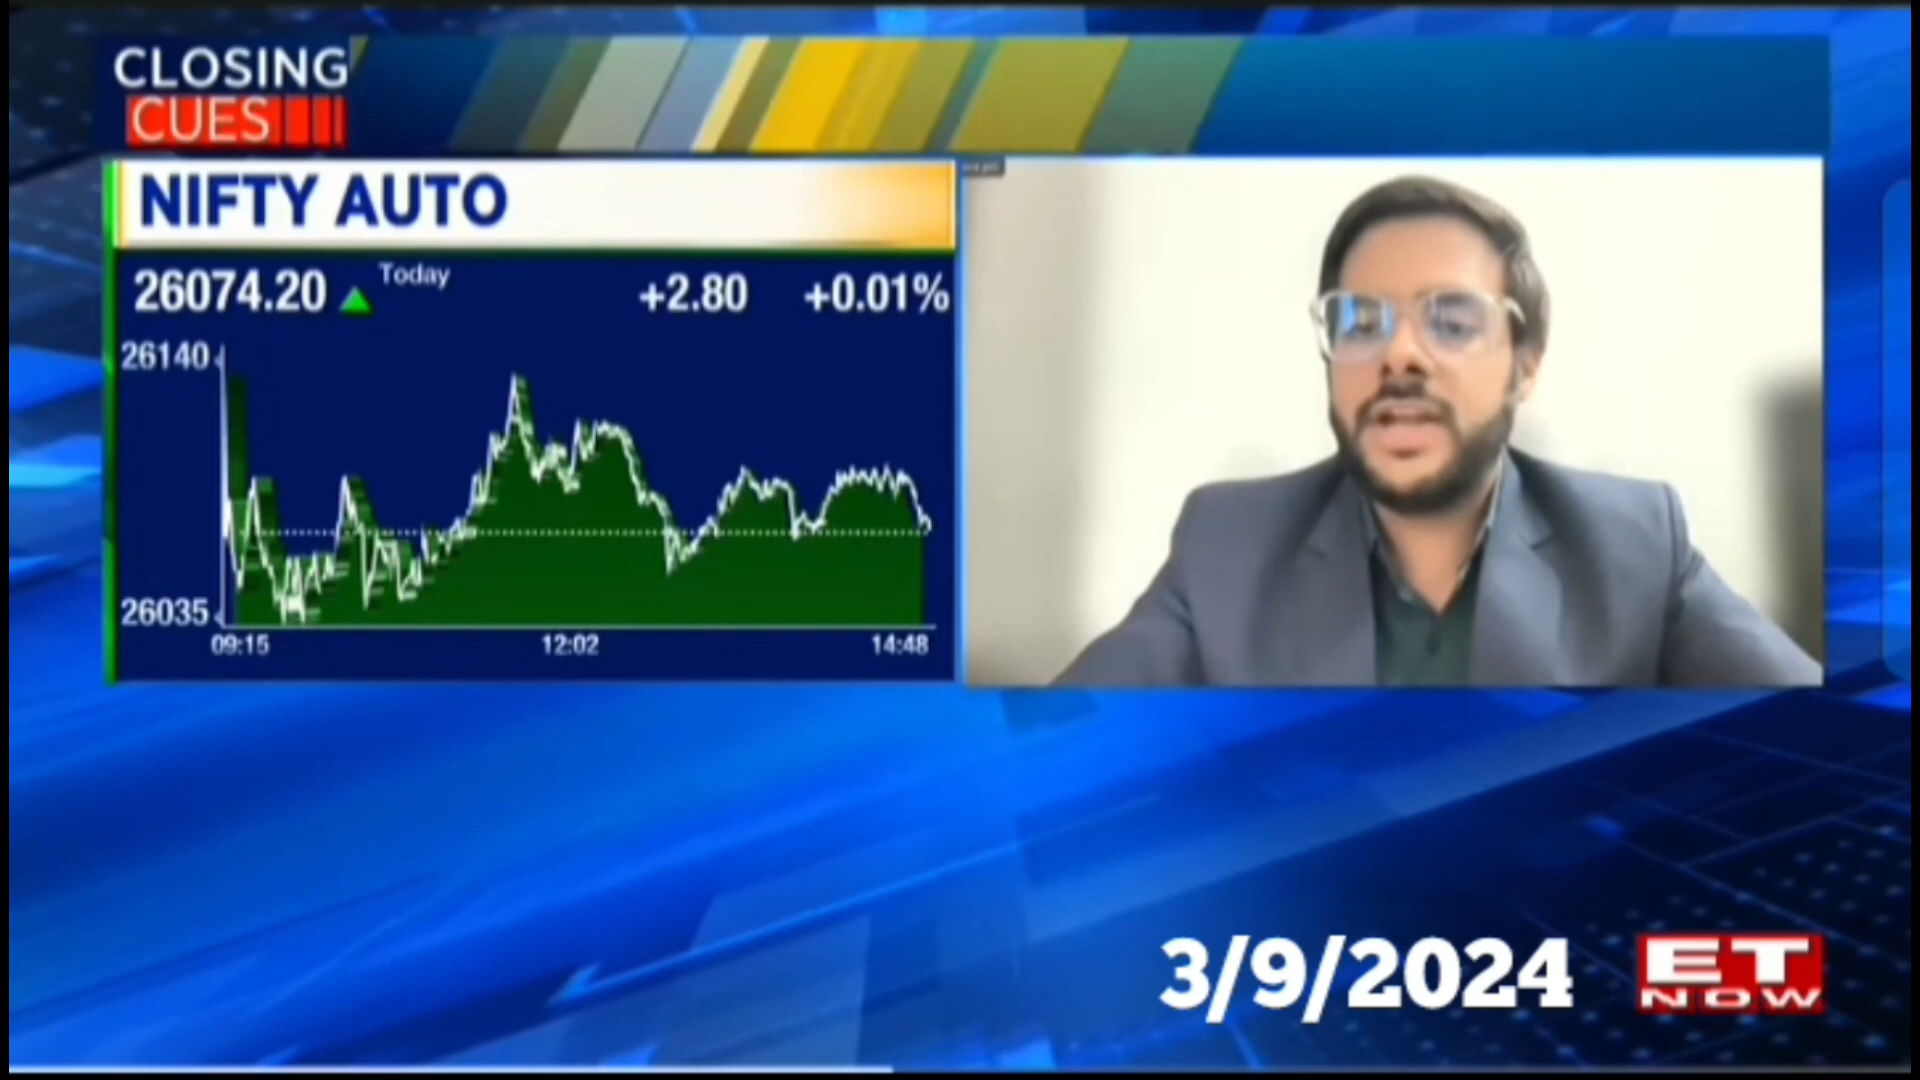 CLOSING
CUES
NIFTY AUTO
26074.20 Today +2.80 +0.01%
26140
26035
09:15 12:02 14:48
3/9/2024
ET
NOW